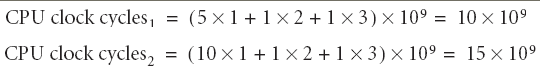 CPU clock cycles₁ = (5 × 1 + 1 × 2 + 1 × 3) × 10⁹ = 10 × 10⁹
CPU clock cycles₂ = (10 × 1 + 1 × 2 + 1 × 3) × 10⁹ = 15 × 10⁹